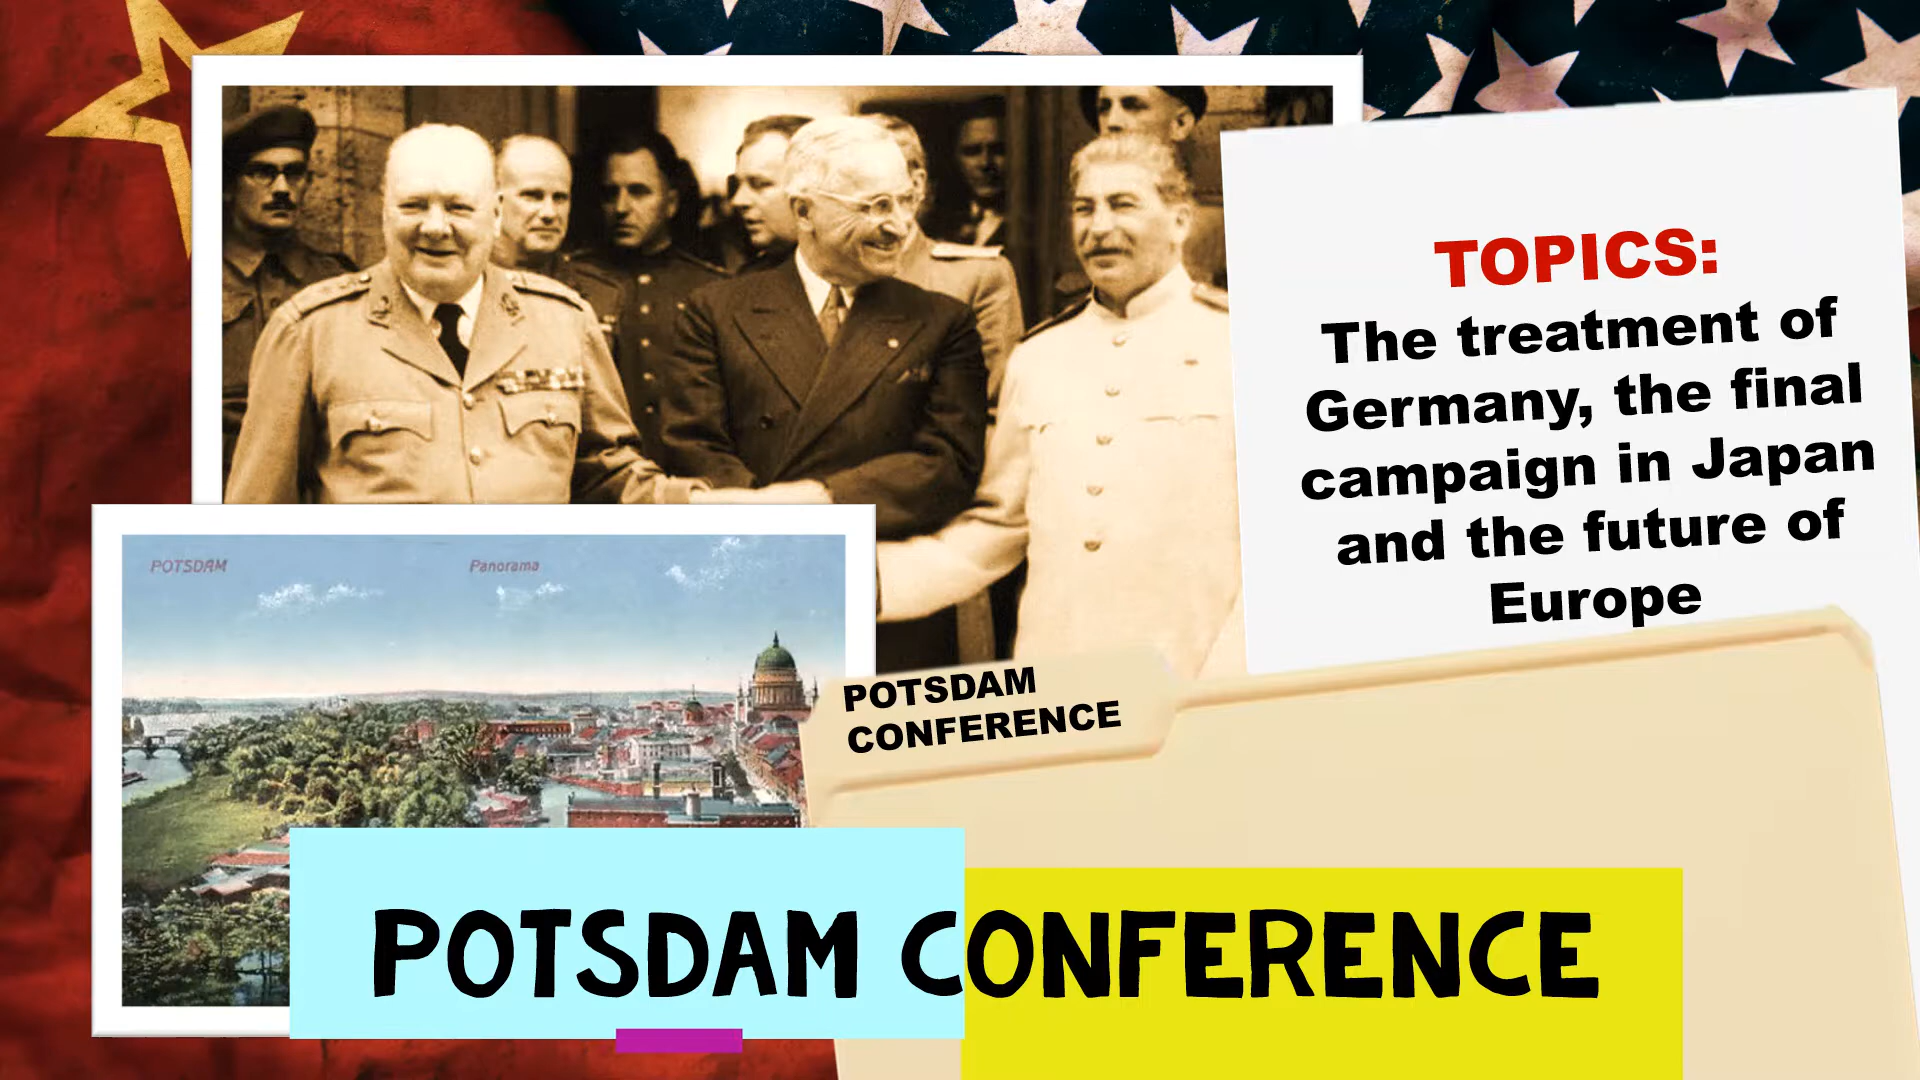 TOPICS:
The treatment of
Germany, the final
campaign in Japan
and the future of
Europe
POTSDAM
Panorama
POTSDAM
CONFERENCE
POTSDAM CONFERENCE